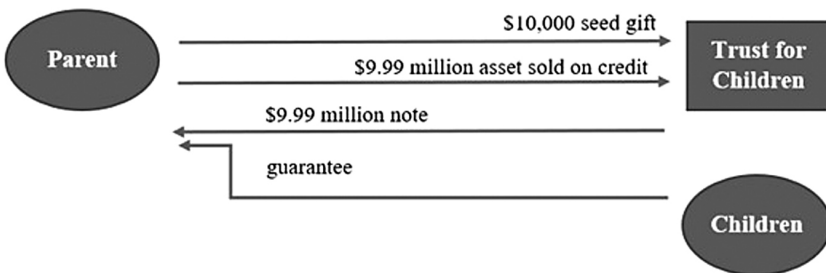 $10,000 seed gift
Parent
Trust for
Children
$9.99 million asset sold on credit
$9.99 million note
guarantee
Children